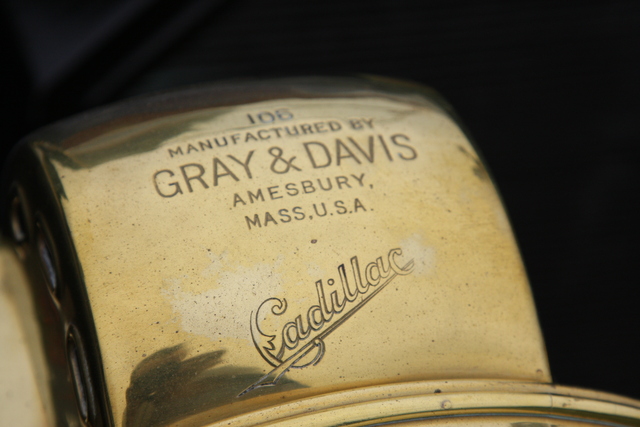 106
MANUFACTURED BY
GRAY & DAVIS
AMESBURY,
MASS,U.S.A.
Cadillac